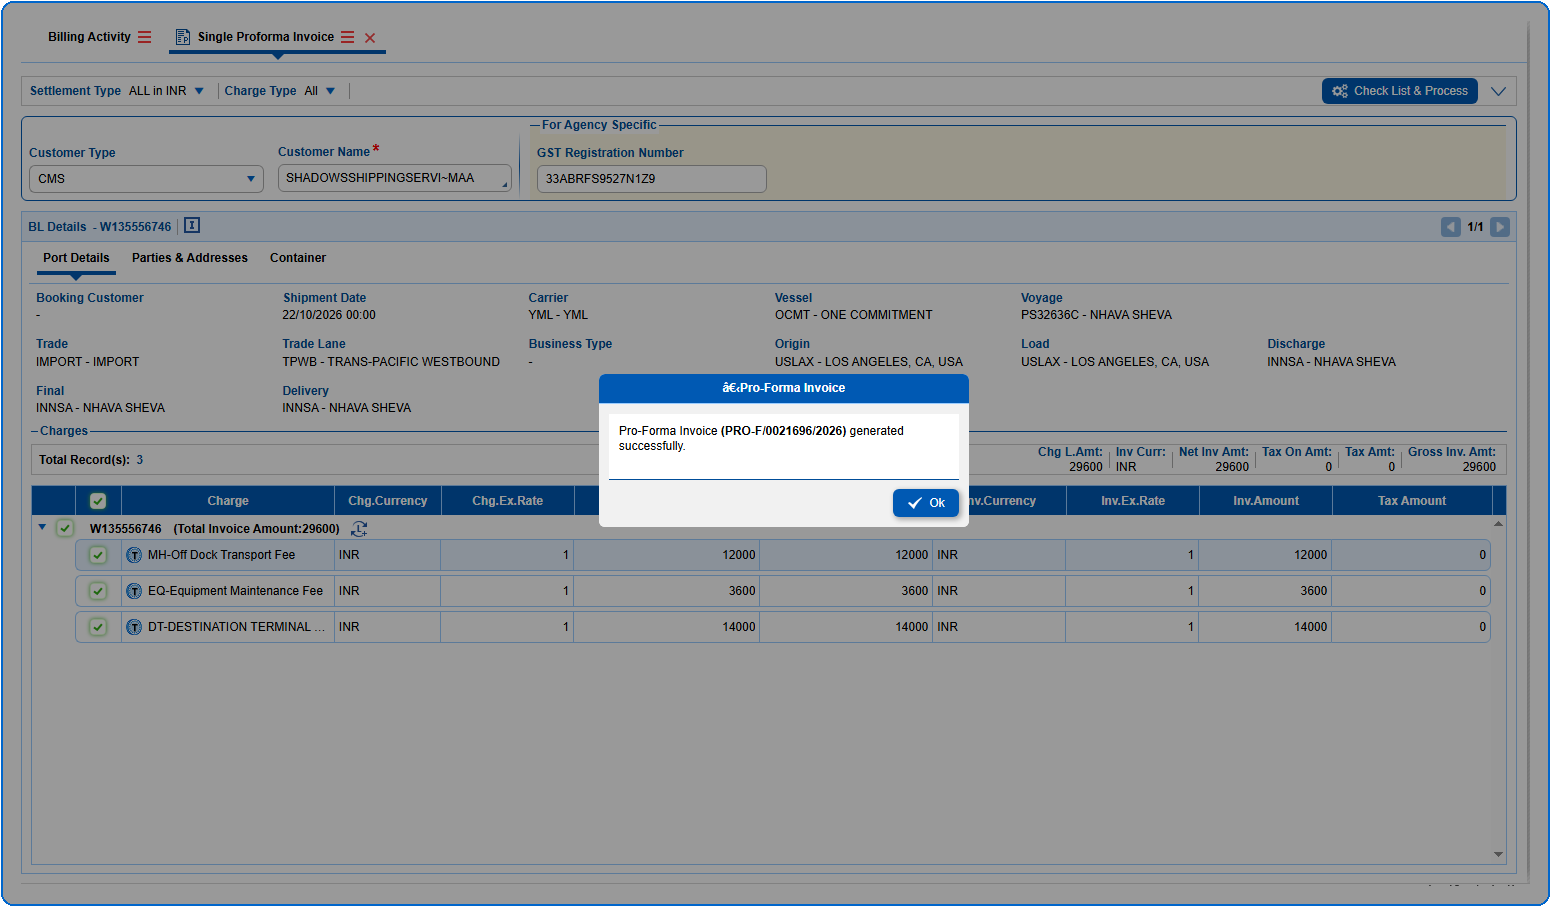 Billing Activity
Single Proforma Invoice
Settlement Type ALL in INR Charge Type All
Check List & Process
For Agency Specific
Customer Type
Customer Name *
GST Registration Number
CMS
SHADOWSSHIPPINGSERVI~MAA
33ABRFS9527N1Z9
BL Details - W135556746
1/1
Port Details Parties & Addresses Container
Booking Customer Shipment Date Carrier Vessel Voyage
- 22/10/2026 00:00 YML - YML OCMT - ONE COMMITMENT PS32636C - NHAVA SHEVA
Trade Trade Lane Business Type Origin Load Discharge
IMPORT - IMPORT TPWB - TRANS-PACIFIC WESTBOUND - USLAX - LOS ANGELES, CA, USA USLAX - LOS ANGELES, CA, USA INNSA - NHAVA SHEVA
Final Delivery
INNSA - NHAVA SHEVA INNSA - NHAVA SHEVA
â€‹Pro-Forma Invoice
Pro-Forma Invoice (PRO-F/0021696/2026) generated
successfully.
Ok
Charges
Total Record(s): 3
Chg L.Amt: Inv Curr: Net Inv Amt: Tax On Amt: Tax Amt: Gross Inv. Amt:
29600 INR 29600 0 0 29600
Charge Chg.Currency Chg.Ex.Rate nv.Currency Inv.Ex.Rate Inv.Amount Tax Amount
W135556746 (Total Invoice Amount:29600)
MH-Off Dock Transport Fee INR 1 12000 12000 INR 1 12000 0
EQ-Equipment Maintenance Fee INR 1 3600 3600 INR 1 3600 0
DT-DESTINATION TERMINAL ... INR 1 14000 14000 INR 1 14000 0